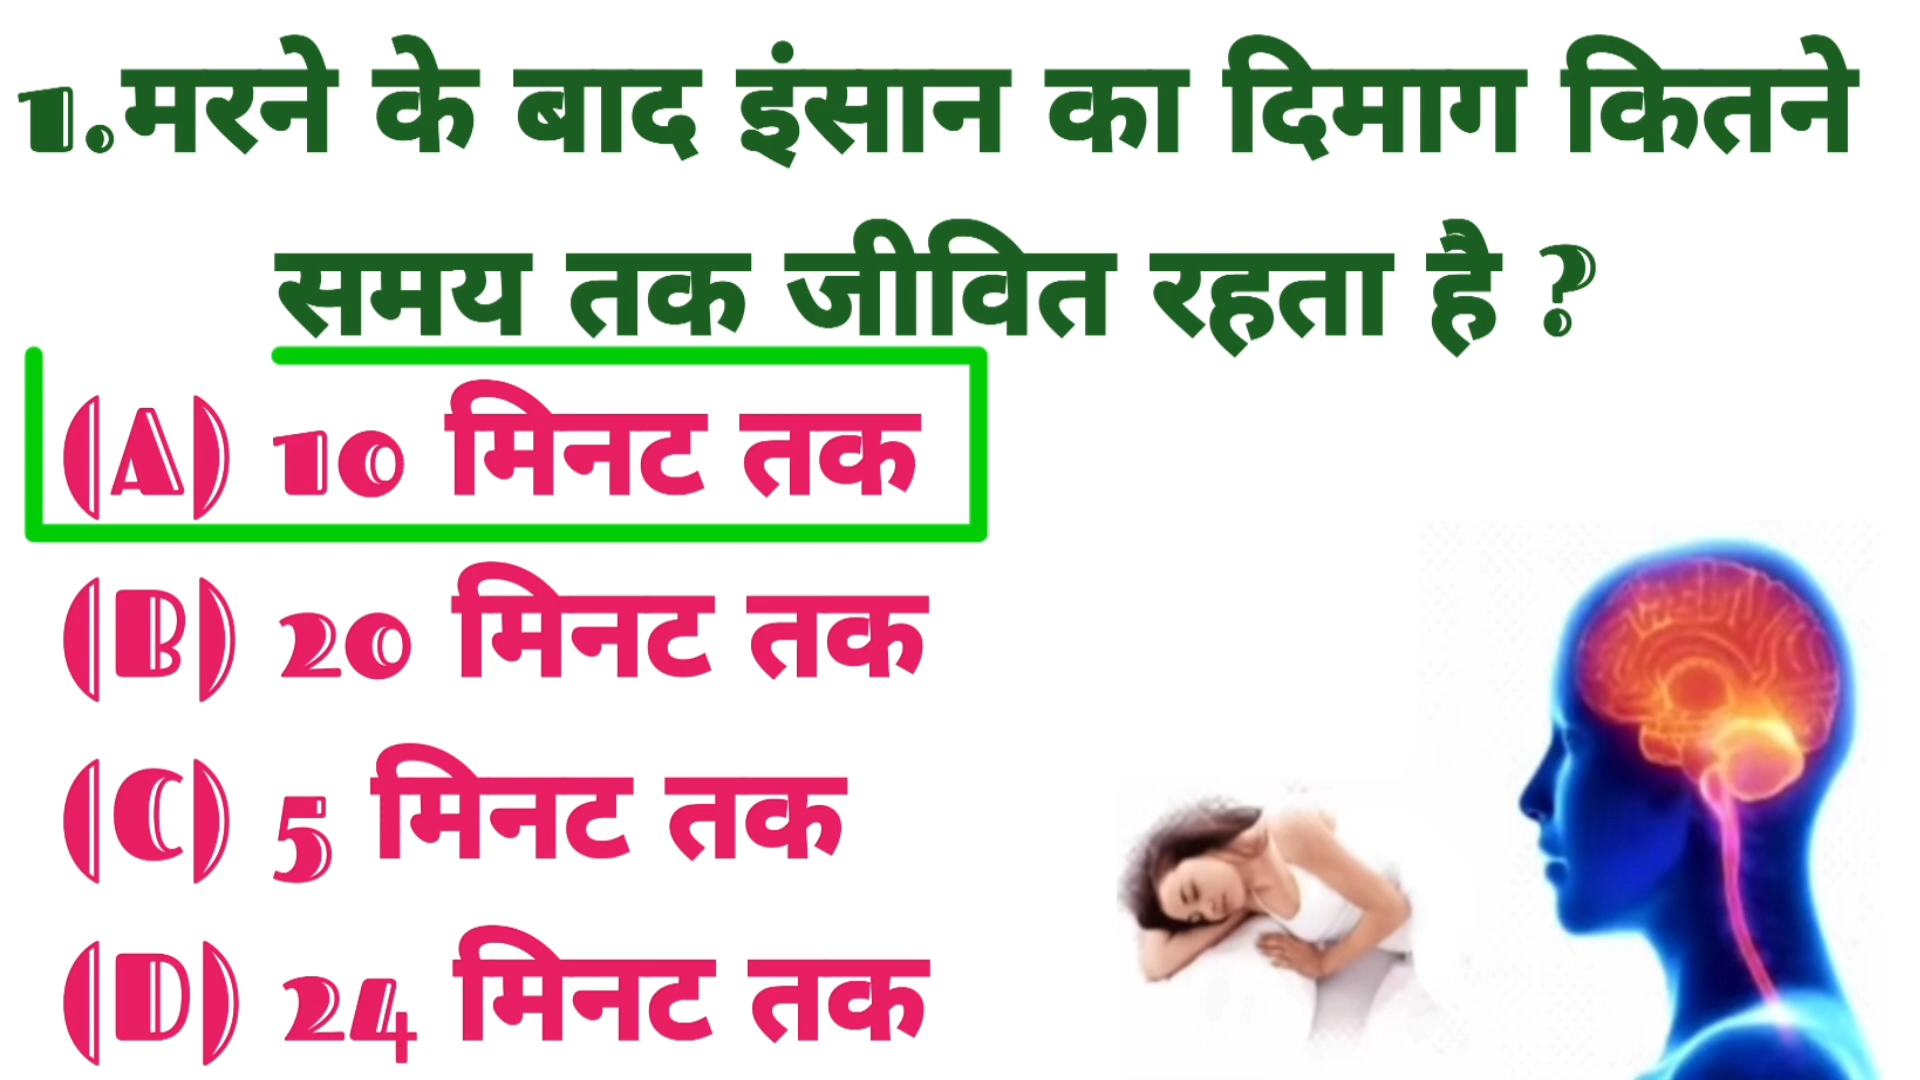 1.मरने के बाद इंसान का दिमाग कितने
समय तक जीवित रहता है ?
(A) 10 मिनट तक
(B) 20 मिनट तक
(C) 5 मिनट तक
(D) 24 मिनट तक